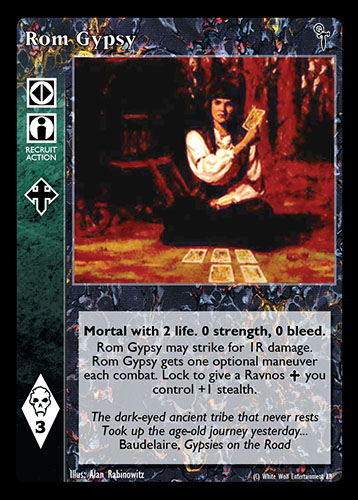 Rom Gypsy
RECRUIT
ACTION
Mortal with 2 life. 0 strength, 0 bleed.
Rom Gypsy may strike for 1R damage.
Rom Gypsy gets one optional maneuver
each combat. Lock to give a Ravnos you
control +1 stealth.
The dark-eyed ancient tribe that never rests
Took up the age-old journey yesterday...
Baudelaire, Gypsies on the Road
3
Illus: Alan Rabinowitz
(C) White Wolf Entertainment AB